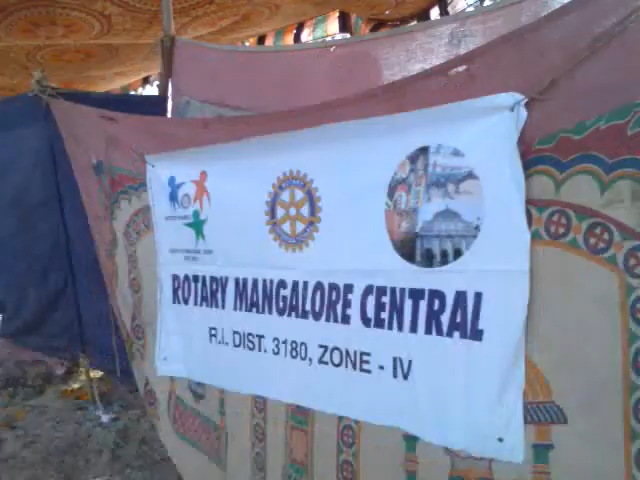 ROTARY MANGALORE CENTRAL
R.I. DIST. 3180, ZONE - IV